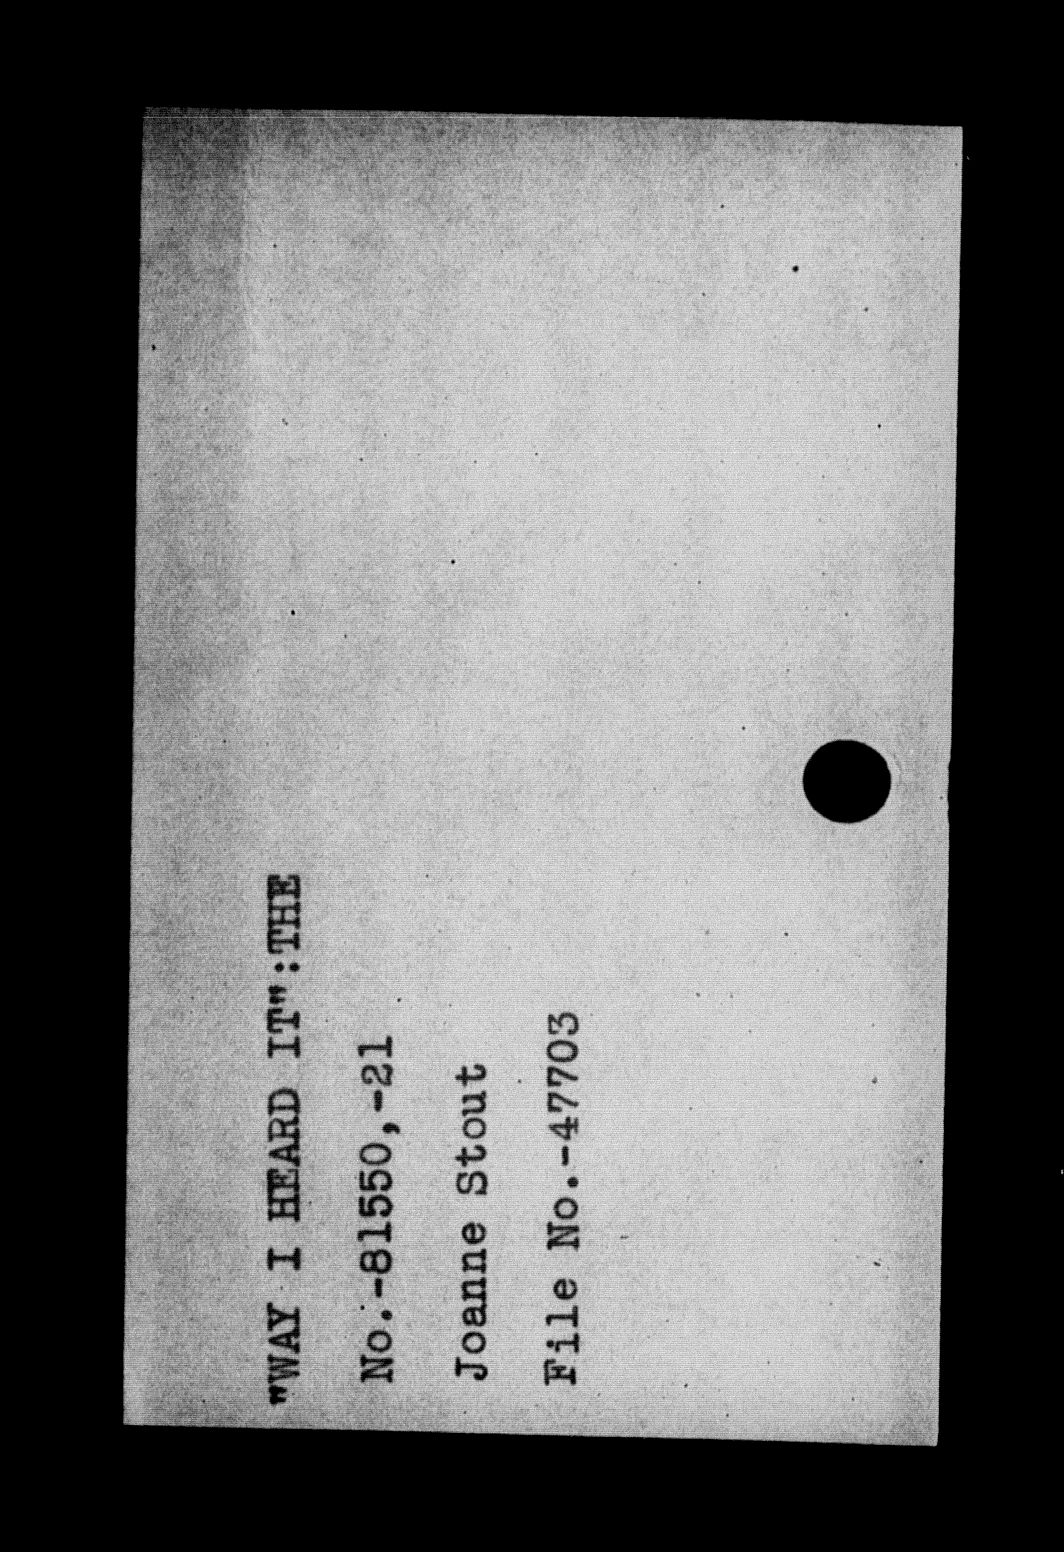 "WAY I HEARD IT":THE
No.-81550,-21
Joanne Stout
File No.-47703